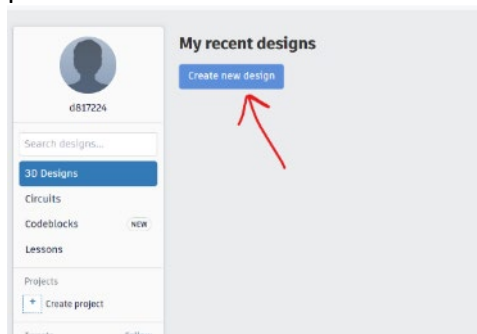 My recent designs
Create new design
d817224
Search designs...
3D Designs
Circuits
Codeblocks NEW
Lessons
Projects
+ Create project